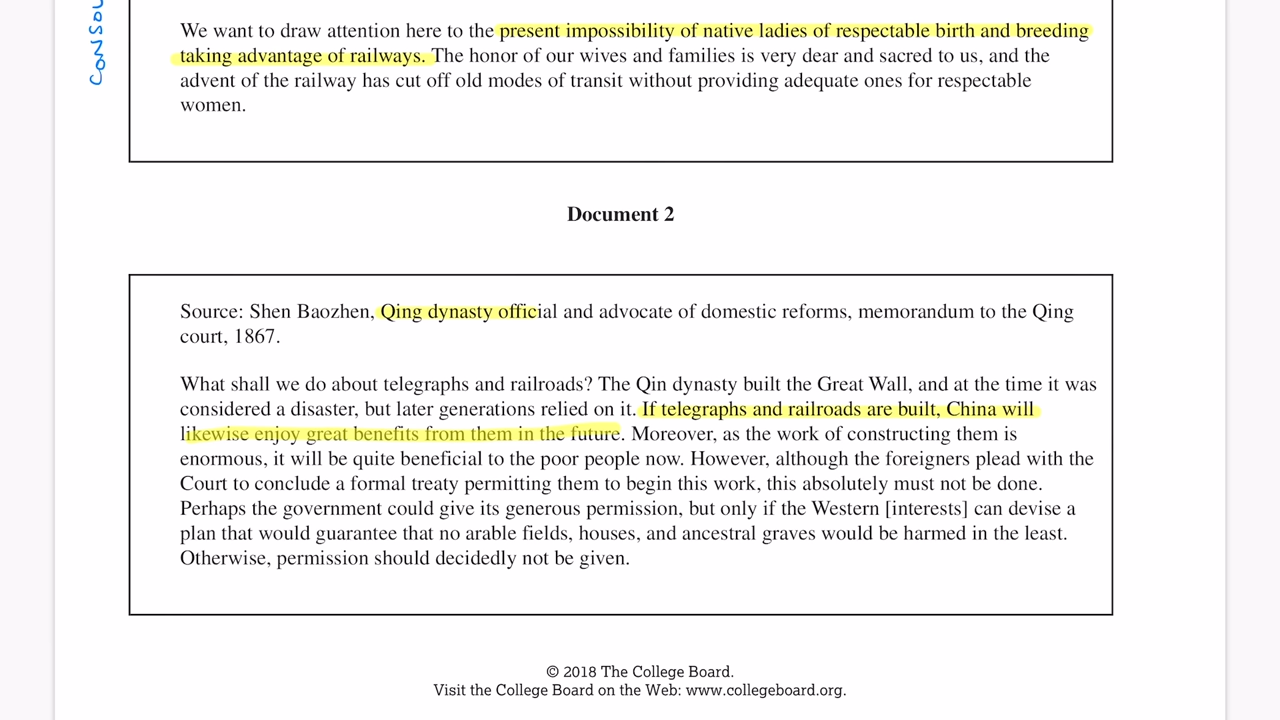 CONSOU
We want to draw attention here to the present impossibility of native ladies of respectable birth and breeding
taking advantage of railways. The honor of our wives and families is very dear and sacred to us, and the
advent of the railway has cut off old modes of transit without providing adequate ones for respectable
women.
Document 2
Source: Shen Baozhen, Qing dynasty official and advocate of domestic reforms, memorandum to the Qing
court, 1867.
What shall we do about telegraphs and railroads? The Qin dynasty built the Great Wall, and at the time it was
considered a disaster, but later generations relied on it. If telegraphs and railroads are built, China will
likewise enjoy great benefits from them in the future. Moreover, as the work of constructing them is
enormous, it will be quite beneficial to the poor people now. However, although the foreigners plead with the
Court to conclude a formal treaty permitting them to begin this work, this absolutely must not be done.
Perhaps the government could give its generous permission, but only if the Western [interests] can devise a
plan that would guarantee that no arable fields, houses, and ancestral graves would be harmed in the least.
Otherwise, permission should decidedly not be given.
© 2018 The College Board.
Visit the College Board on the Web: www.collegeboard.org.